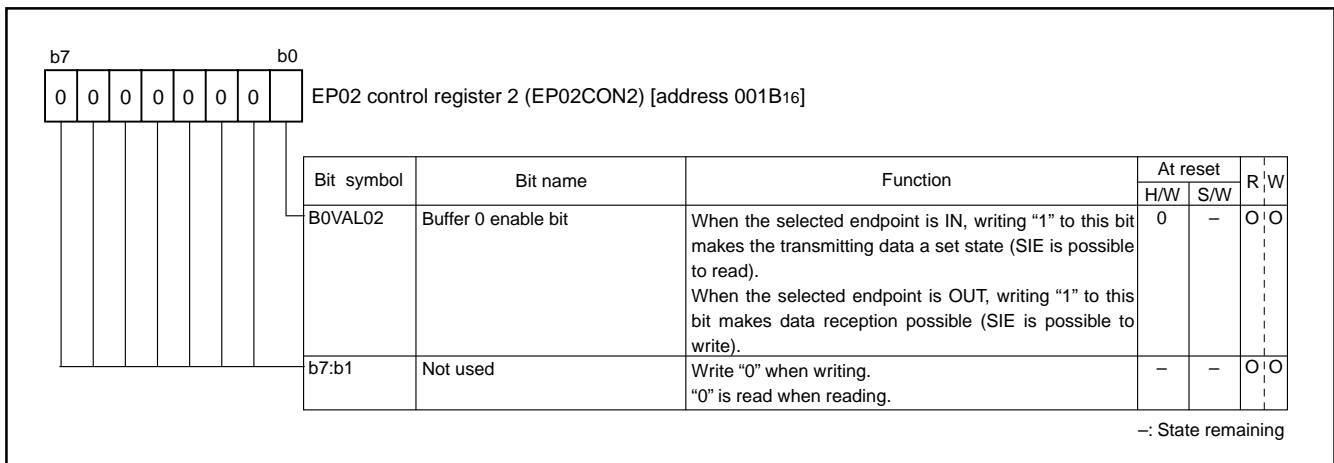 b7 b0
0 0 0 0 0 0 0 EP02 control register 2 (EP02CON2) [address 001B16]
Bit symbol Bit name Function At reset R W
H/W S/W
B0VAL02 Buffer 0 enable bit When the selected endpoint is IN, writing “1” to this bit 0 – O O
makes the transmitting data a set state (SIE is possible
to read).
When the selected endpoint is OUT, writing “1” to this
bit makes data reception possible (SIE is possible to
write).
b7:b1 Not used Write “0” when writing. – – O O
“0” is read when reading.
–: State remaining